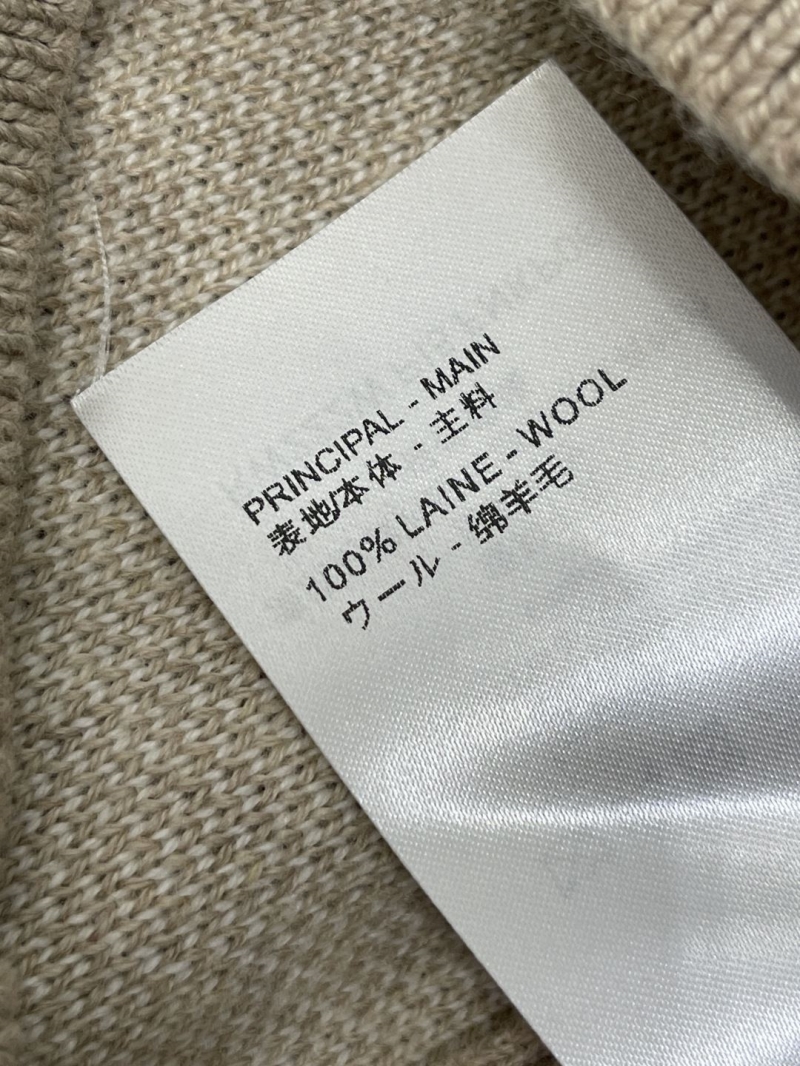 PRINCIPAL - MAIN
表地/本体 - 主料
100% LAINE - WOOL
ウール - 绵羊毛